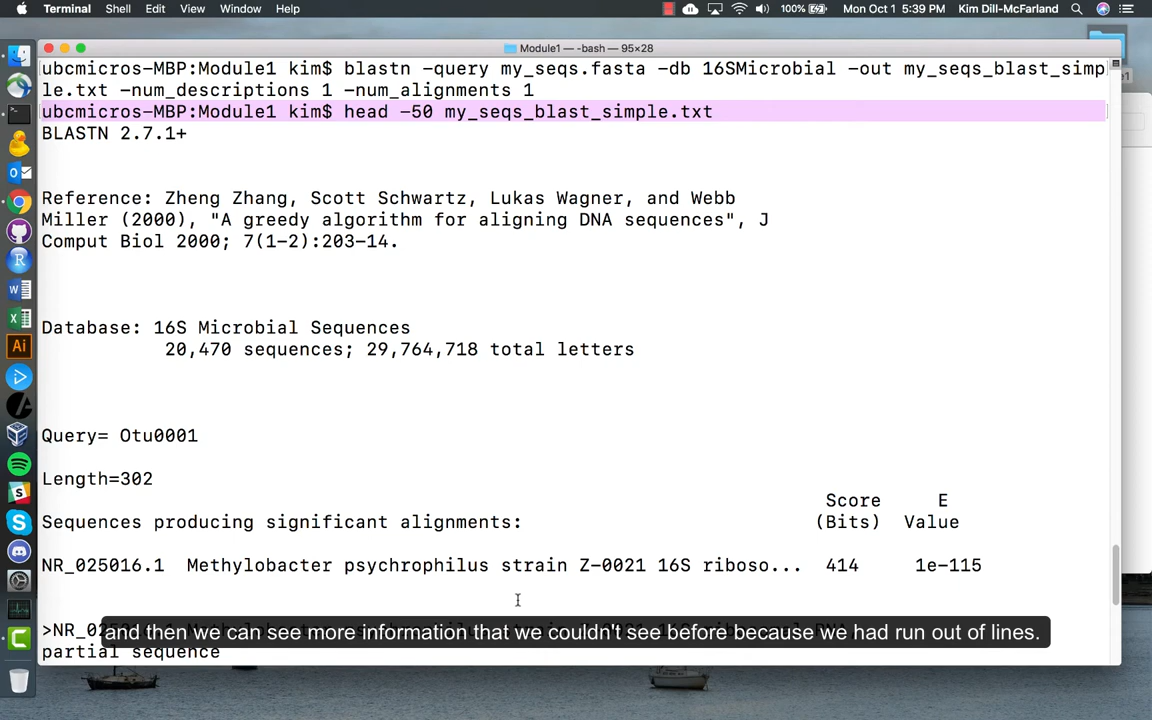 Terminal Shell Edit View Window Help 100% Mon Oct 1 5:39 PM Kim Dill-McFarland
Module1 — -bash — 95×28
ubcmicros-MBP:Module1 kim$ blastn -query my_seqs.fasta -db 16SMicrobial -out my_seqs_blast_simp
le.txt -num_descriptions 1 -num_alignments 1
ubcmicros-MBP:Module1 kim$ head -50 my_seqs_blast_simple.txt
BLASTN 2.7.1+
Reference: Zheng Zhang, Scott Schwartz, Lukas Wagner, and Webb
Miller (2000), "A greedy algorithm for aligning DNA sequences", J
Comput Biol 2000; 7(1-2):203-14.
Database: 16S Microbial Sequences
20,470 sequences; 29,764,718 total letters
Query= Otu0001
Length=302
Score E
Sequences producing significant alignments: (Bits) Value
NR_025016.1 Methylobacter psychrophilus strain Z-0021 16S riboso... 414 1e-115
and then we can see more information that we couldn't see before because we had run out of lines.
partial sequence